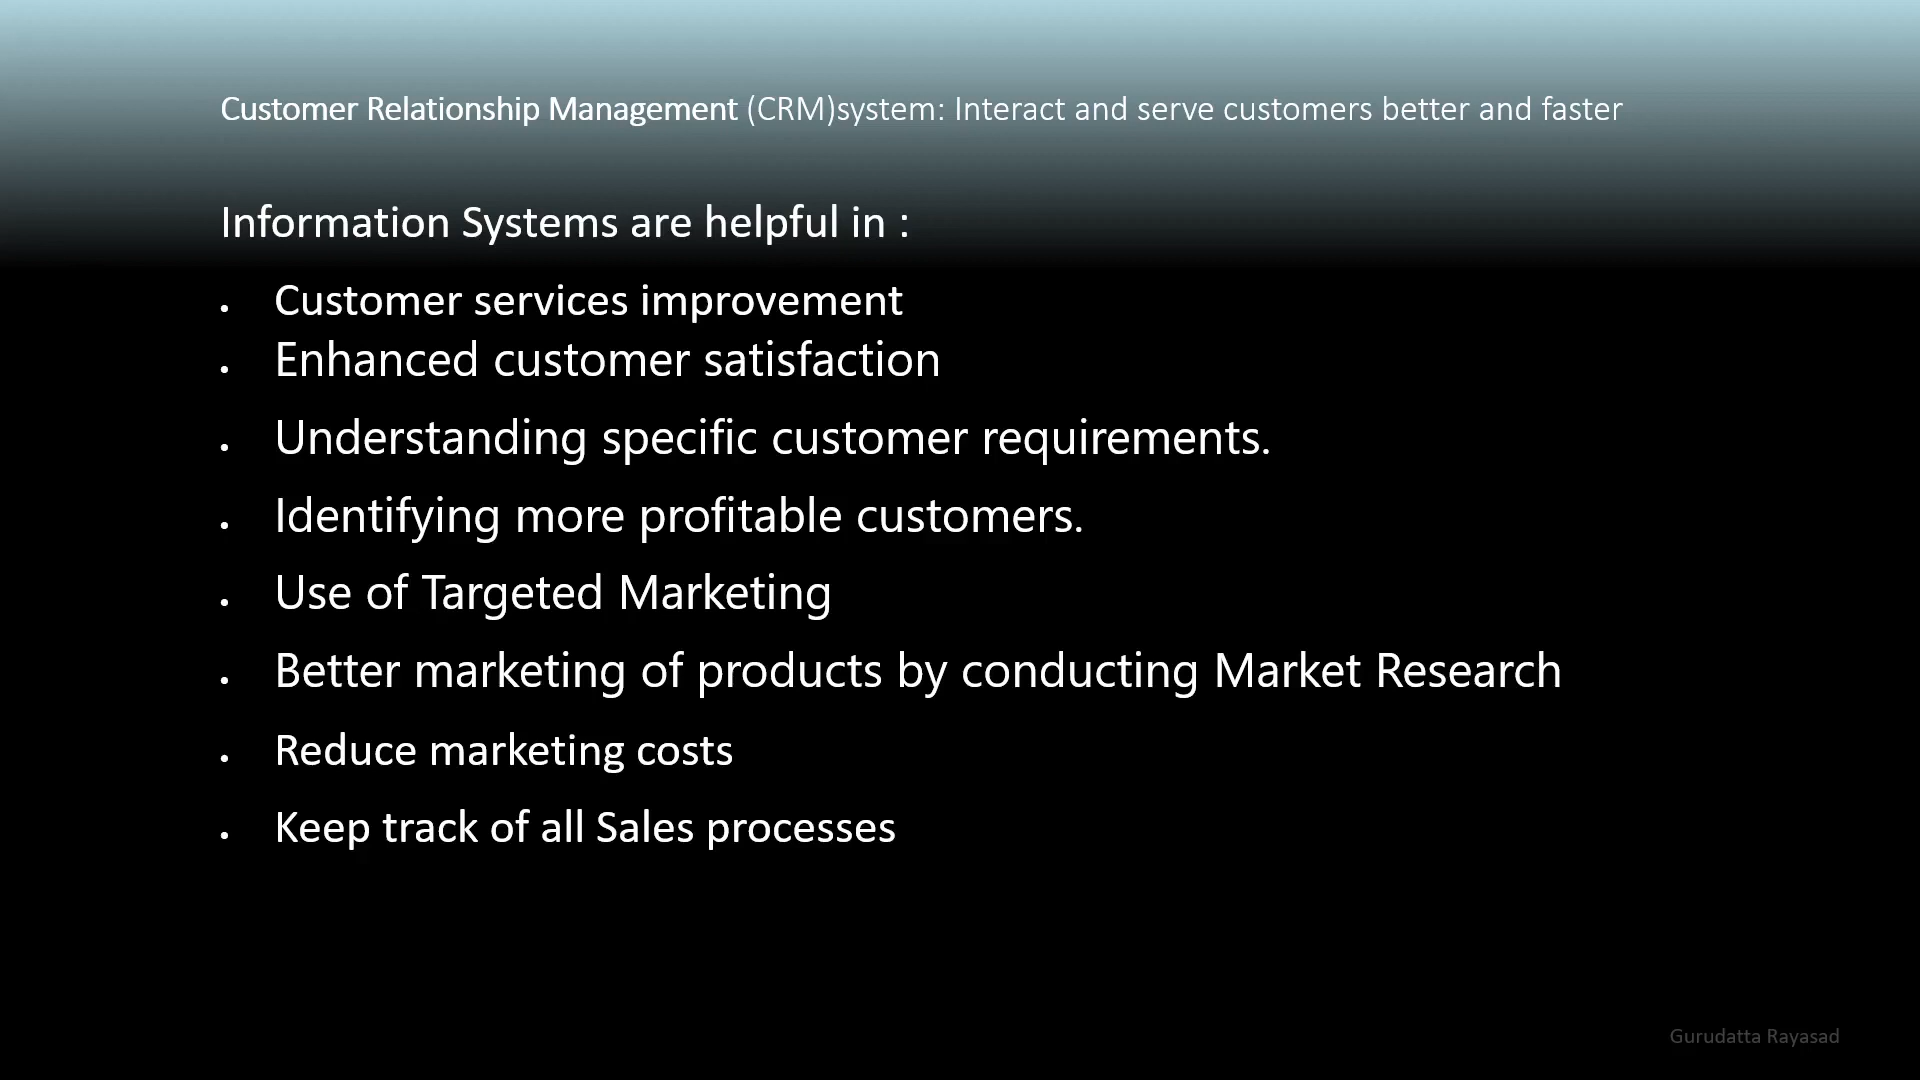 Customer Relationship Management (CRM)system: Interact and serve customers better and faster
Information Systems are helpful in :
• Customer services improvement
• Enhanced customer satisfaction
• Understanding specific customer requirements.
• Identifying more profitable customers.
• Use of Targeted Marketing
• Better marketing of products by conducting Market Research
• Reduce marketing costs
• Keep track of all Sales processes
Gurudatta Rayasad